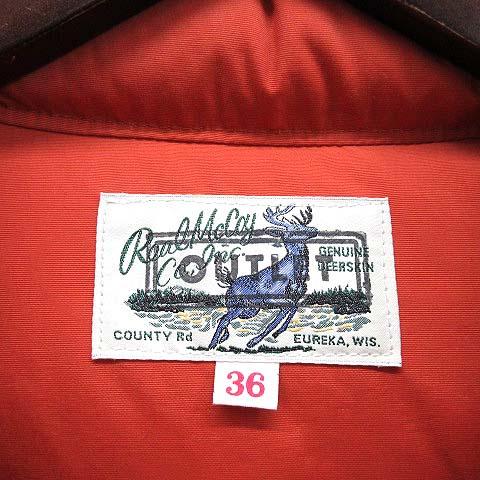 Real McCoy
Co., Inc.
OUTLET
GENUINE
DEERSKIN
COUNTY Rd
EUREKA, WIS.
36